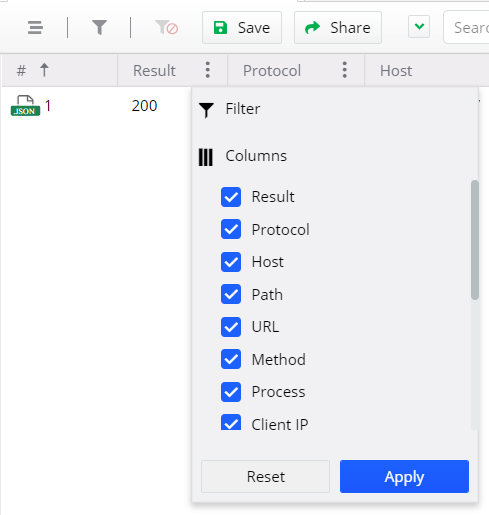 Save Share Searc
# Result Protocol Host
JSON 1 200
Filter
Columns
Result
Protocol
Host
Path
URL
Method
Process
Client IP
Reset Apply